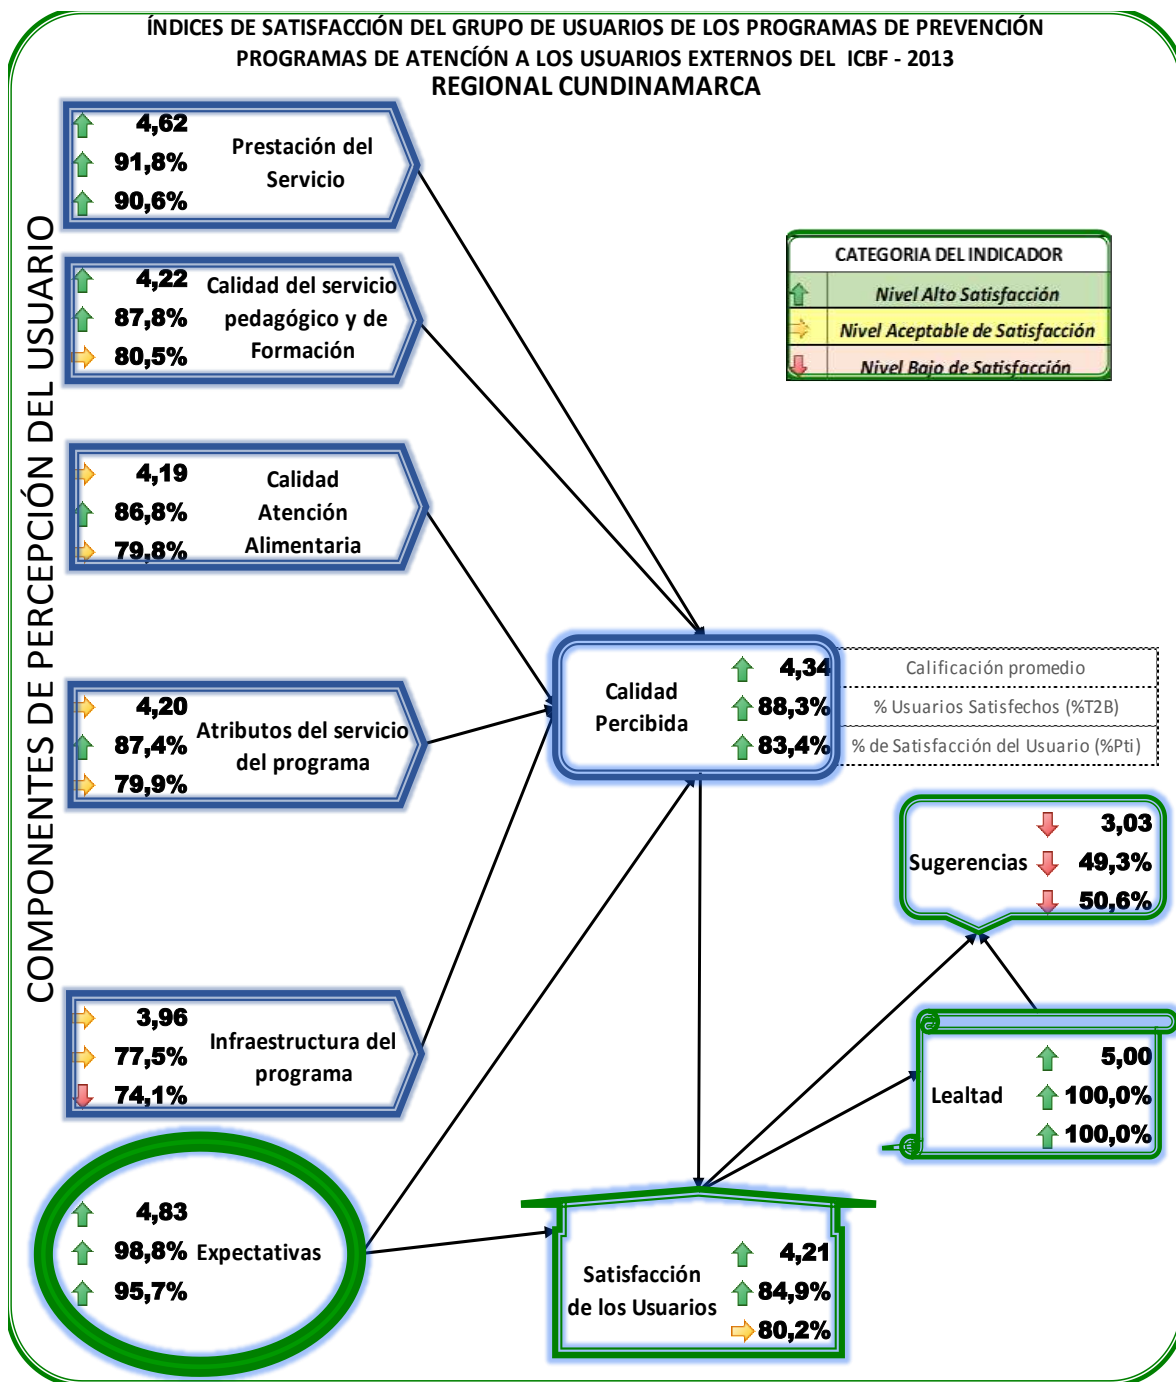 ÍNDICES DE SATISFACCIÓN DEL GRUPO DE USUARIOS DE LOS PROGRAMAS DE PREVENCIÓN
PROGRAMAS DE ATENCÍÓN A LOS USUARIOS EXTERNOS DEL ICBF - 2013
REGIONAL CUNDINAMARCA
COMPONENTES DE PERCEPCIÓN DEL USUARIO
4,62
91,8%
90,6%
Prestación del
Servicio
4,22
87,8%
80,5%
Calidad del servicio
pedagógico y de
Formación
CATEGORIA DEL INDICADOR
Nivel Alto Satisfacción
Nivel Aceptable de Satisfacción
Nivel Bajo de Satisfacción
4,19
86,8%
79,8%
Calidad
Atención
Alimentaria
4,20
87,4%
79,9%
Atributos del servicio
del programa
Calidad
Percibida
4,34
88,3%
83,4%
Calificación promedio
% Usuarios Satisfechos (%T2B)
% de Satisfacción del Usuario (%Pti)
Sugerencias
3,03
49,3%
50,6%
3,96
77,5%
74,1%
Infraestructura del
programa
Lealtad
5,00
100,0%
100,0%
4,83
98,8%
95,7%
Expectativas
Satisfacción
de los Usuarios
4,21
84,9%
80,2%